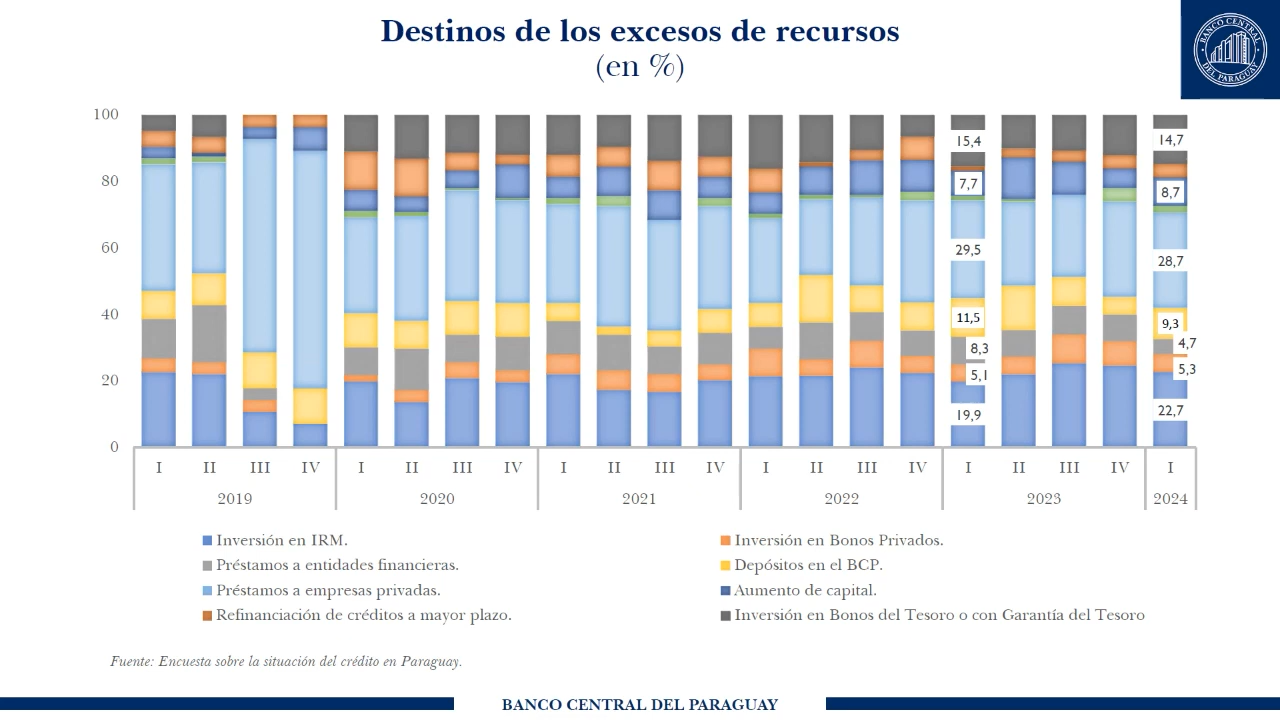 Destinos de los excesos de recursos
(en %)
BANCO CENTRAL DEL PARAGUAY
100
80
60
40
20
0
15,4
7,7
29,5
11,5
8,3
5,1
19,9
14,7
8,7
28,7
9,3
4,7
5,3
22,7
I II III IV I II III IV I II III IV I II III IV I II III IV I
2019 2020 2021 2022 2023 2024
Inversión en IRM. Inversión en Bonos Privados.
Préstamos a entidades financieras. Depósitos en el BCP.
Préstamos a empresas privadas. Aumento de capital.
Refinanciación de créditos a mayor plazo. Inversión en Bonos del Tesoro o con Garantía del Tesoro
Fuente: Encuesta sobre la situación del crédito en Paraguay.
BANCO CENTRAL DEL PARAGUAY